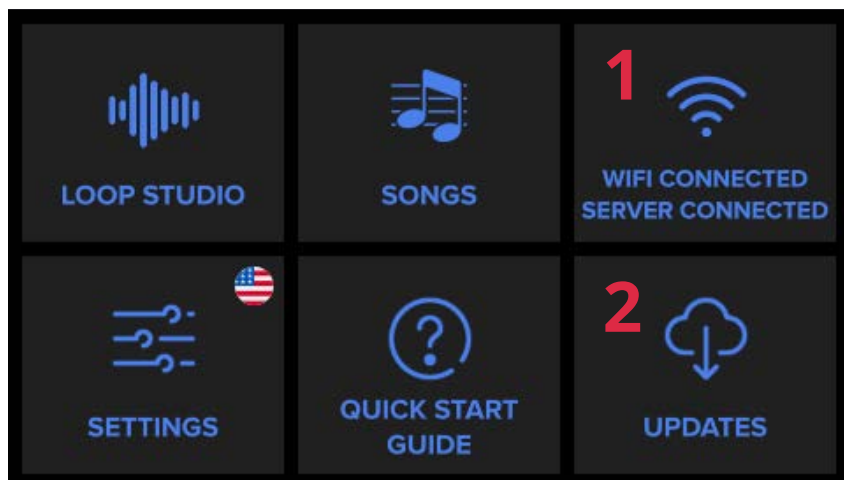 LOOP STUDIO
SONGS
1
WIFI CONNECTED
SERVER CONNECTED
SETTINGS
?
QUICK START
GUIDE
2
UPDATES